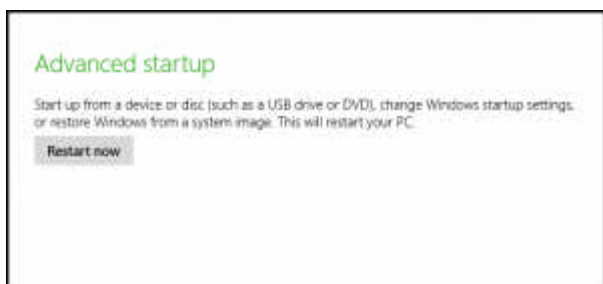 Advanced startup
Start up from a device or disc (such as a USB drive or DVD), change Windows startup settings,
or restore Windows from a system image. This will restart your PC.
Restart now